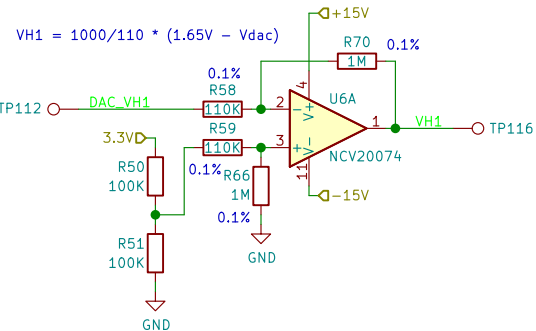 +15V
VH1 = 1000/110 * (1.65V - Vdac)
R70
0.1%
1M
0.1%
R58
4
U6A
TP112
DAC_VH1
110K
2
-
V+
1
VH1
TP116
R59
3.3V
110K
3
+
V-
NCV20074
R50
100K
0.1%
R66
1M
11
-15V
0.1%
R51
100K
GND
GND